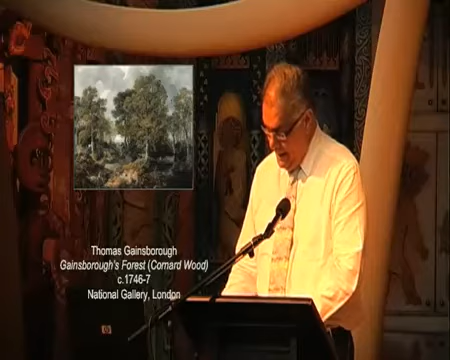 Thomas Gainsborough
Gainsborough's Forest (Cornard Wood)
c.1746-7
National Gallery, London